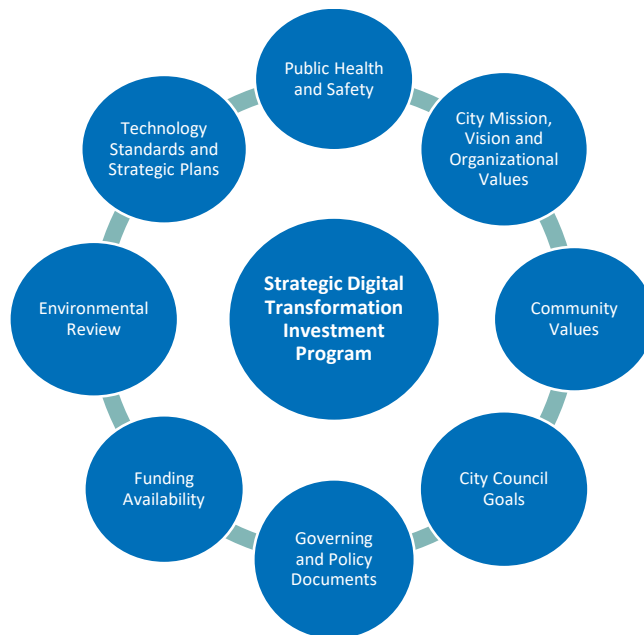 Public Health
and Safety
City Mission,
Vision and
Organizational
Values
Community
Values
City Council
Goals
Governing
and Policy
Documents
Funding
Availability
Environmental
Review
Technology
Standards and
Strategic Plans
Strategic Digital
Transformation
Investment
Program